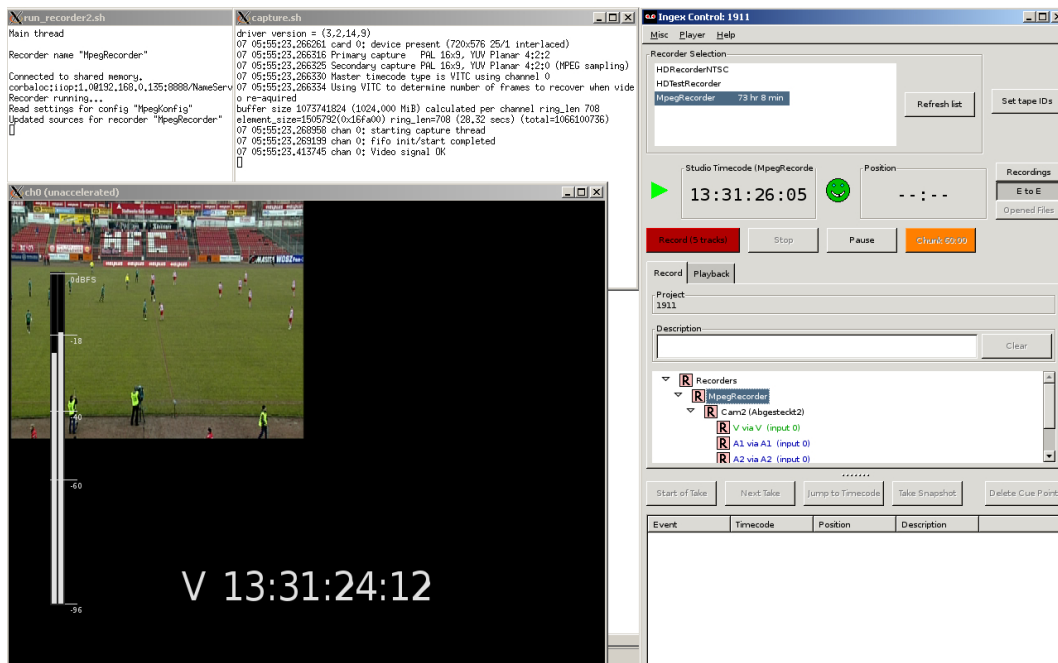 run_recorder2.sh
Main thread
Recorder name "MpegRecorder"
Connected to shared memory.
corbaloc:iiop:1.0@192.168.0.135:8888/NameServ
Recorder running...
Read settings for config "MpegKonfig"
Updated sources for recorder "MpegRecorder"
capture.sh
driver version = (3,2,14,9)
07 05:55:23.266261 card 0: device present (720x576 25/1 interlaced)
07 05:55:23.266316 Primary capture   PAL 16x9, YUV Planar 4:2:2
07 05:55:23.266325 Secondary capture PAL 16x9, YUV Planar 4:2:0 (MPEG sampling)
07 05:55:23.266330 Master timecode type is VITC using channel 0
07 05:55:23.266334 Using VITC to determine number of frames to recover when vide
o re-aquired
buffer size 1073741824 (1024.000 MiB) calculated per channel ring_len 708
element_size=1505792(0x16fa00) ring_len=708 (28.32 secs) (total=1066100736)
07 05:55:23.268958 chan 0: starting capture thread
07 05:55:23.269199 chan 0: fifo init/start completed
07 05:55:23.413745 chan 0: Video signal OK
ch0 (unaccelerated)
HFC
0dBFS
-18
-40
-60
-96
V 13:31:24:12
Ingex Control: 1911
Misc Player Help
Recorder Selection
HDRecorderNTSC
HDTestRecorder
MpegRecorder 73 hr 8 min
Refresh list
Set tape IDs
Studio Timecode (MpegRecorde
13:31:26:05
Position
--:--
Recordings
E to E
Opened Files
Record (5 tracks)
Stop
Pause
Chunk 60:00
Record
Playback
Project
1911
Description
Clear
R Recorders
R MpegRecorder
R Cam2 (Abgesteckt2)
R V via V (input 0)
R A1 via A1 (input 0)
R A2 via A2 (input 0)
Start of Take
Next Take
Jump to Timecode
Take Snapshot
Delete Cue Point
Event
Timecode
Position
Description